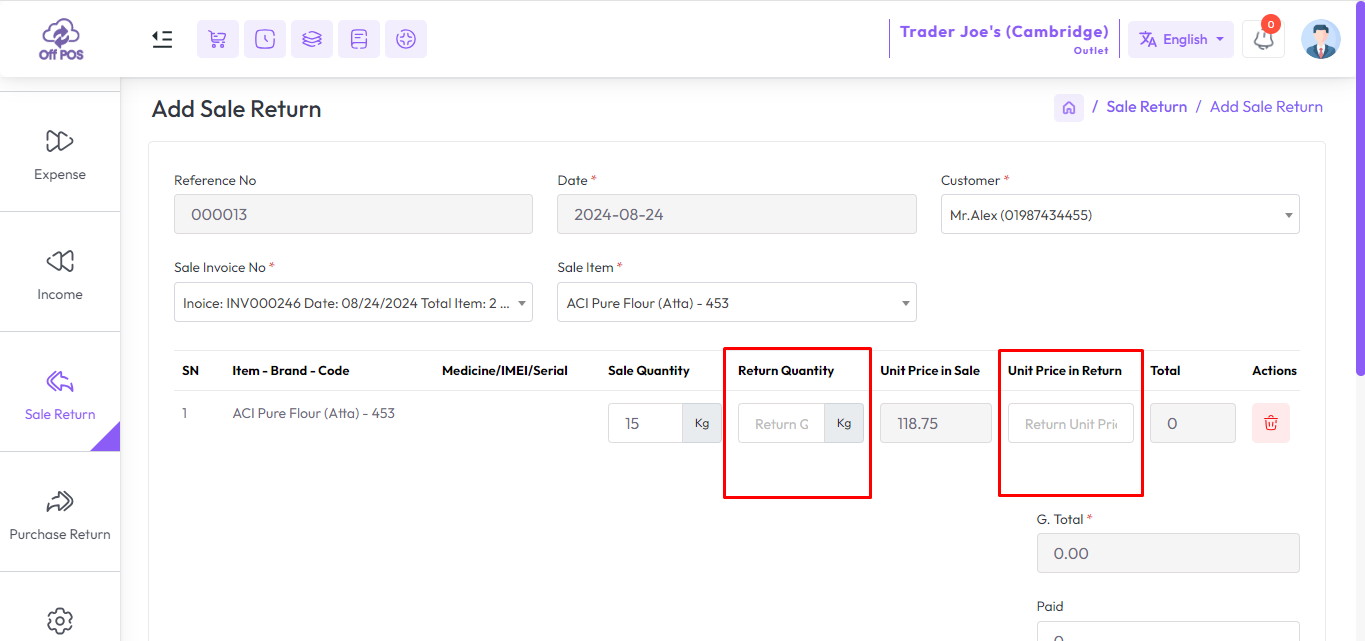 Off POS
Trader Joe's (Cambridge)
Outlet
English
0
Add Sale Return
/ Sale Return / Add Sale Return
Expense
Income
Sale Return
Purchase Return
Reference No
000013
Date *
2024-08-24
Customer *
Mr.Alex (01987434455)
Sale Invoice No *
Inoice: INV000246 Date: 08/24/2024 Total Item: 2 ...
Sale Item *
ACI Pure Flour (Atta) - 453
SN Item - Brand - Code Medicine/IMEI/Serial Sale Quantity Return Quantity Unit Price in Sale Unit Price in Return Total Actions
1 ACI Pure Flour (Atta) - 453 15 Kg Return Kg 118.75 Return Unit 0
G. Total *
0.00
Paid
0